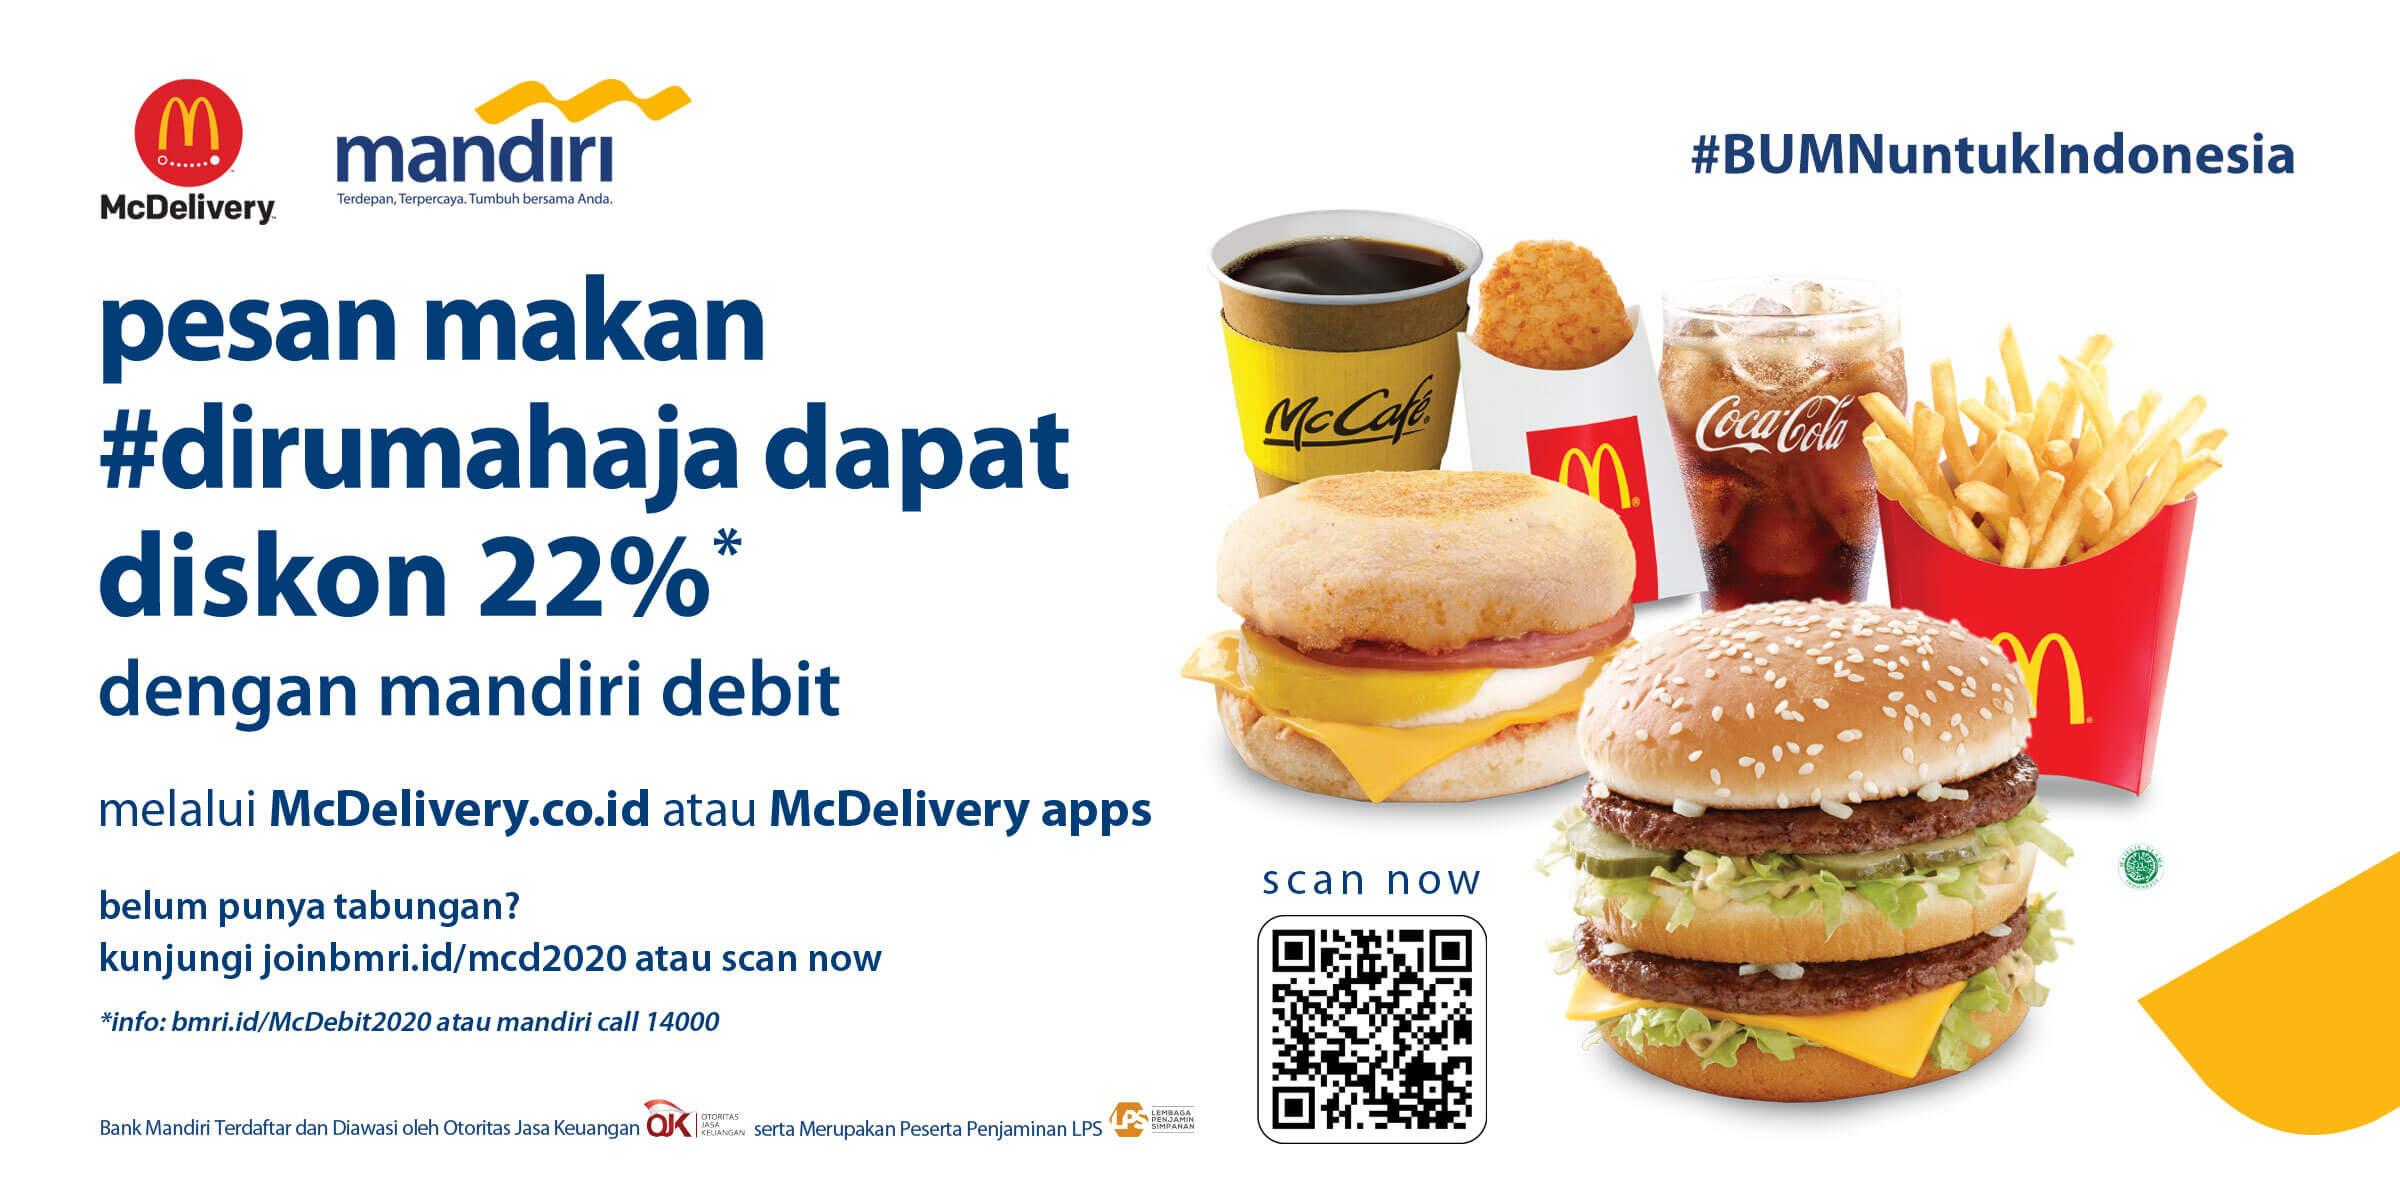 McDelivery
mandiri
Terdepan, Terpercaya. Tumbuh bersama Anda.
#BUMNuntukIndonesia
pesan makan
#dirumahaja dapat
diskon 22%*
dengan mandiri debit
melalui McDelivery.co.id atau McDelivery apps
belum punya tabungan?
kunjungi joinbmri.id/mcd2020 atau scan now
*info: bmri.id/McDebit2020 atau mandiri call 14000
Bank Mandiri Terdaftar dan Diawasi oleh Otoritas Jasa Keuangan OJK OTORITAS JASA KEUANGAN serta Merupakan Peserta Penjaminan LPS LPS LEMBAGA PENJAMIN SIMPANAN
McCafé
Coca-Cola
scan now
MAJELIS ULAMA
INDONESIA